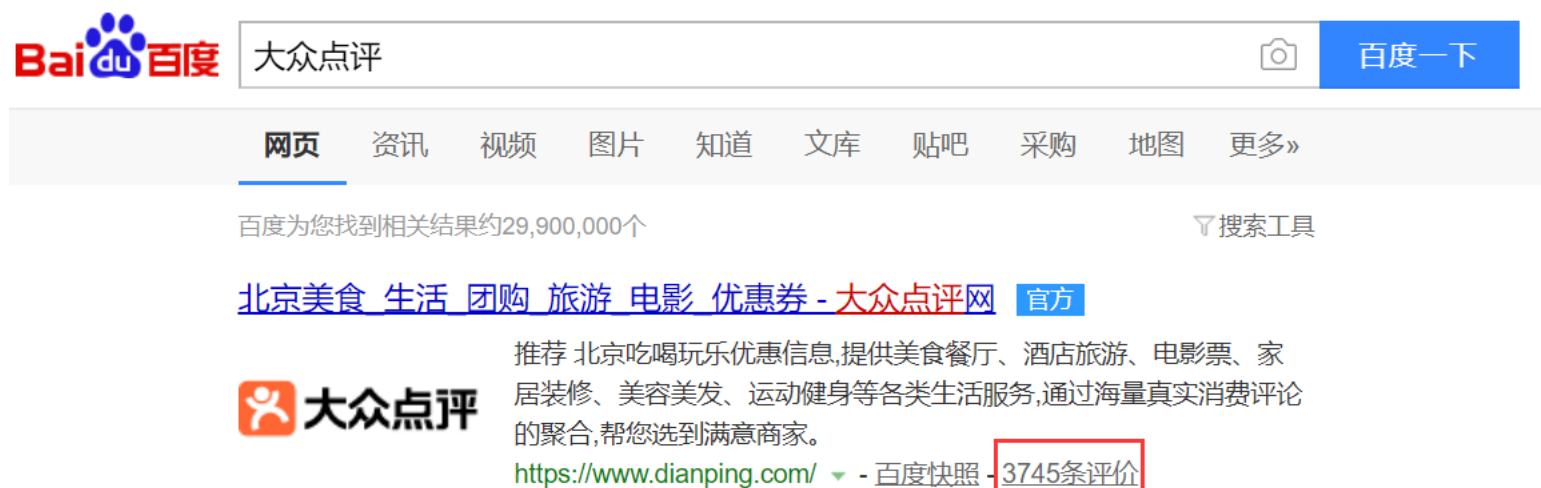 Bai du 百度 大众点评 百度一下
网页 资讯 视频 图片 知道 文库 贴吧 采购 地图 更多»
百度为您找到相关结果约29,900,000个 搜索工具
北京美食_生活_团购_旅游_电影_优惠券 - 大众点评网 官方
推荐 北京吃喝玩乐优惠信息,提供美食餐厅、酒店旅游、电影票、家
大众点评 居装修、美容美发、运动健身等各类生活服务,通过海量真实消费评论
的聚合,帮您选到满意商家。
https://www.dianping.com/ - 百度快照 - 3745条评价